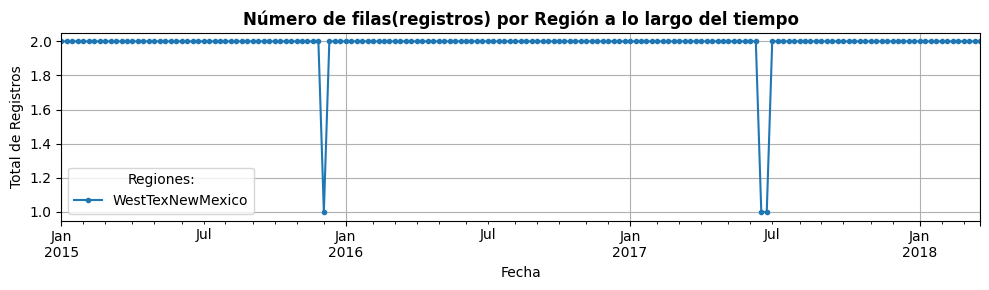 Número de filas(registros) por Región a lo largo del tiempo
Total de Registros
2.0
1.8
1.6
1.4
1.2
1.0
Regiones:
WestTexNewMexico
Jan Jul Jan Jul Jan Jul Jan
2015 2016 2017 2018
Fecha